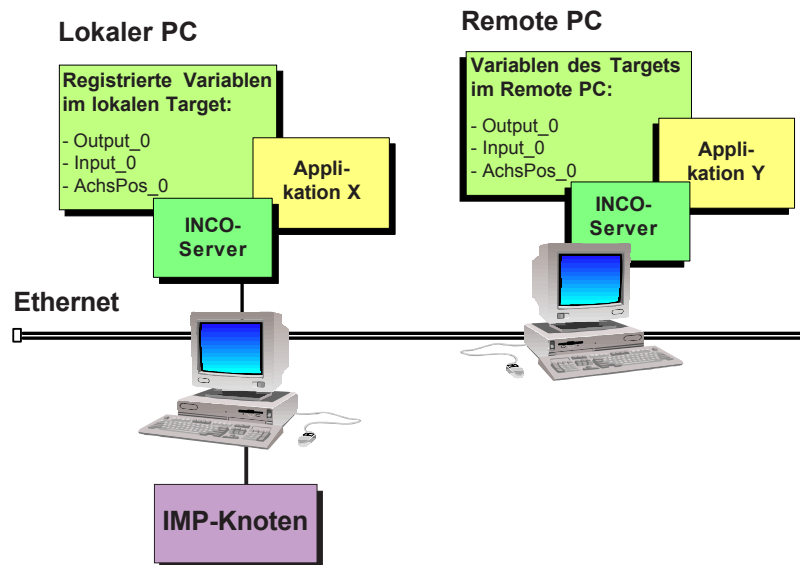 Lokaler PC
Remote PC
Registrierte Variablen
im lokalen Target:
- Output_0
- Input_0
- AchsPos_0
Appli-
kation X
INCO-
Server
Variablen des Targets
im Remote PC:
- Output_0
- Input_0
- AchsPos_0
Appli-
kation Y
INCO-
Server
Ethernet
IMP-Knoten